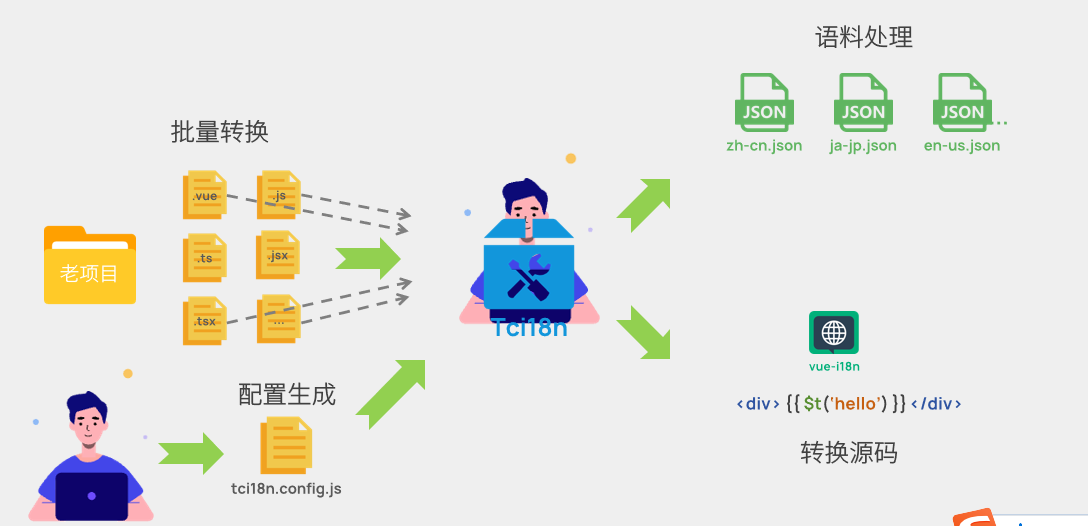 语料处理
JSON
JSON
JSON
...
zh-cn.json
ja-jp.json
en-us.json
批量转换
.vue
.js
.ts
.jsx
.tsx
...
老项目
Tci18n
vue-i18n
<div> {{ $t('hello') }} </div>
转换源码
配置生成
tci18n.config.js